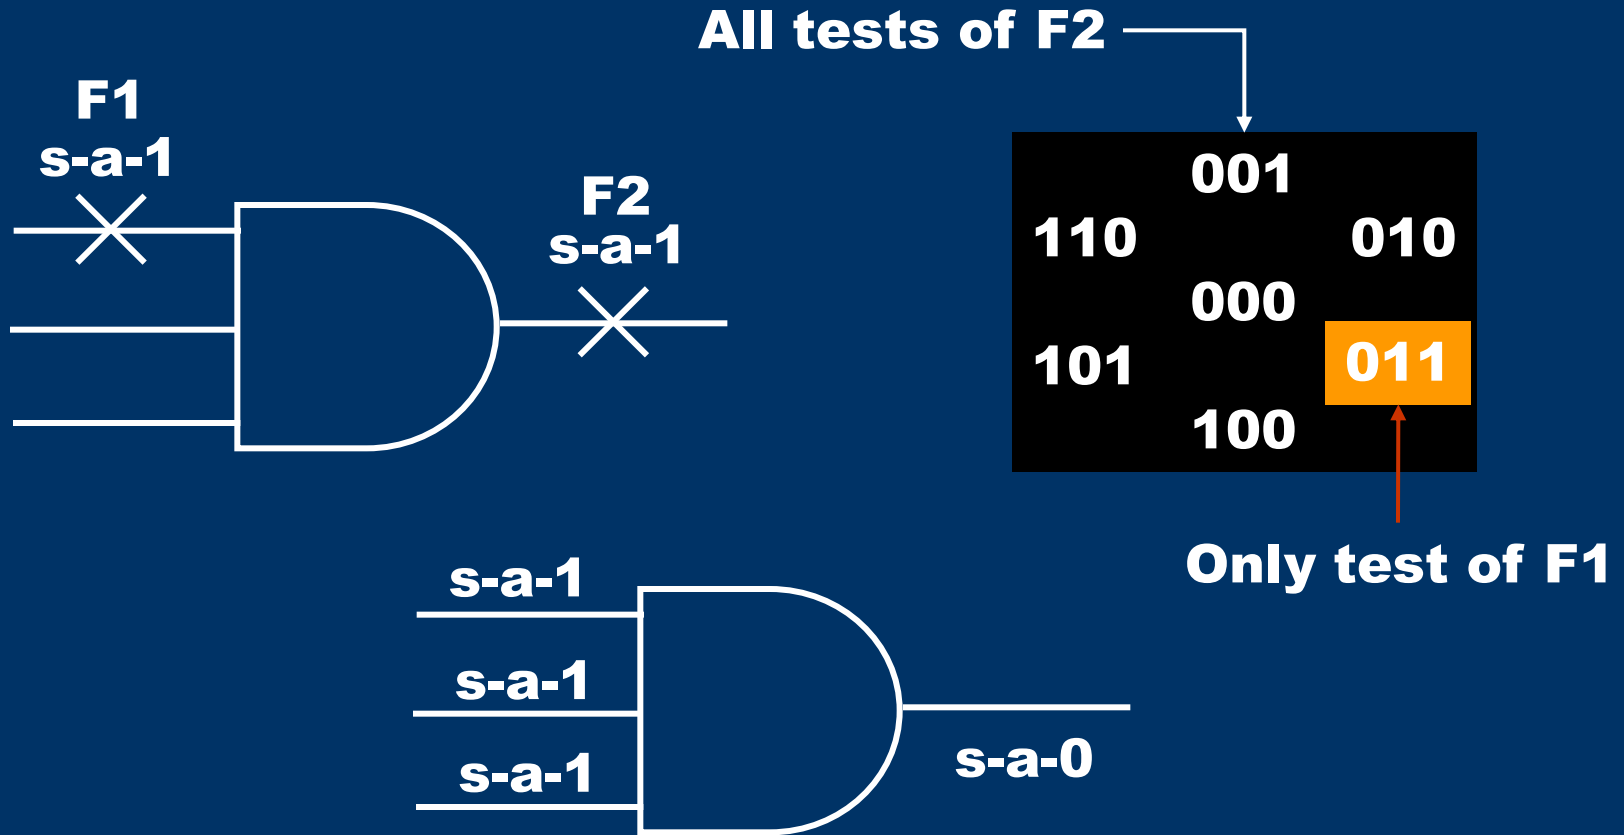 All tests of F2
F1
s-a-1
F2
s-a-1
001
110 010
000
101 011
100
Only test of F1
s-a-1
s-a-1
s-a-1
s-a-0